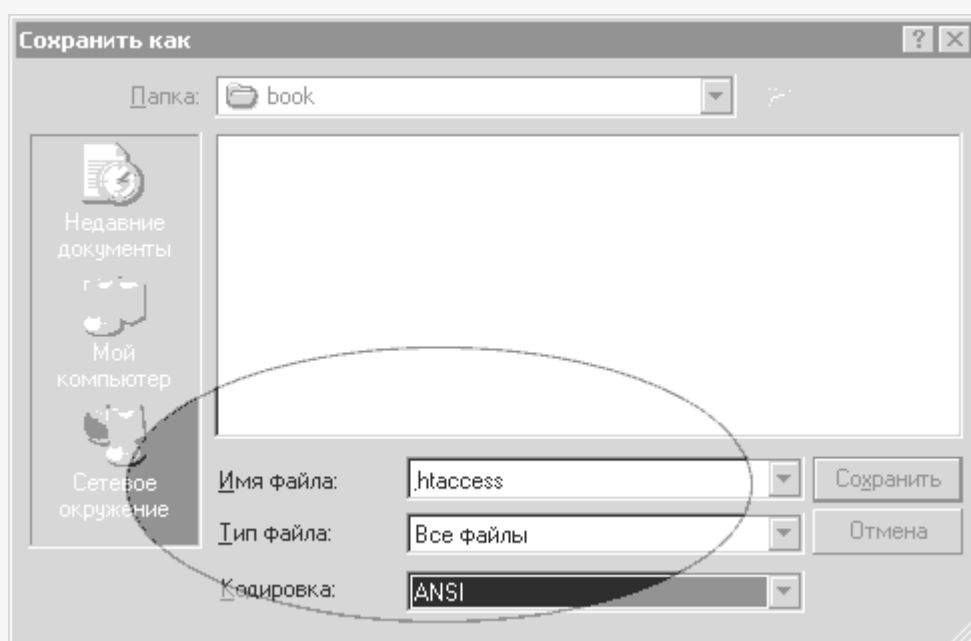 Сохранить как
Папка: book
Недавние
документы
Мой
компьютер
Сетевое
окружение
Имя файла: .htaccess Сохранить
Тип файла: Все файлы Отмена
Кодировка: ANSI